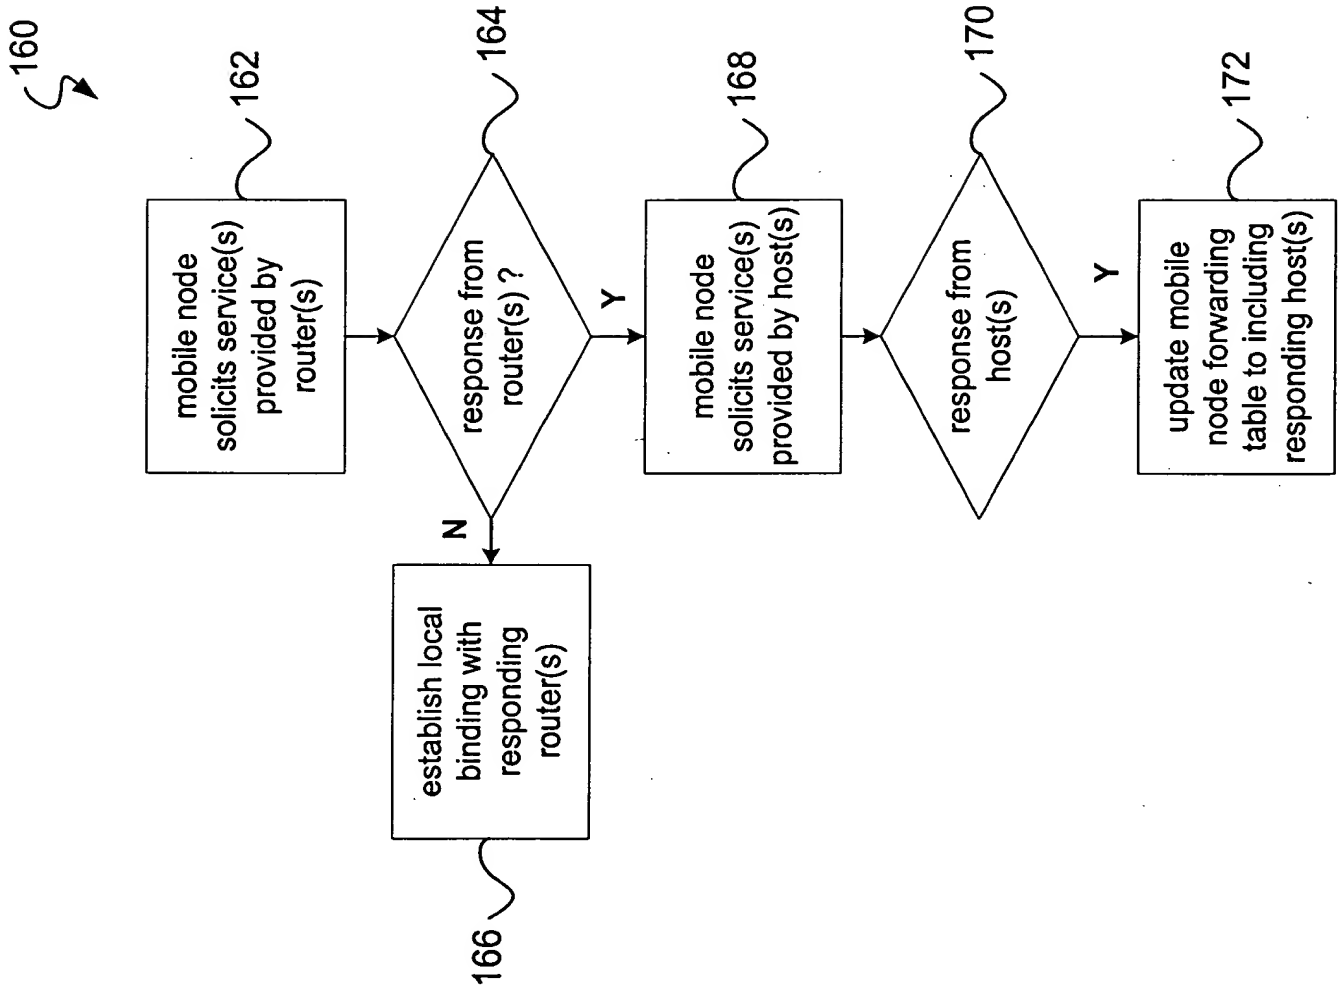 160
mobile node
solicits service(s)
provided by
router(s)
162
response from
router(s) ?
164
N
establish local
binding with
responding
router(s)
166
Y
mobile node
solicits service(s)
provided by host(s)
168
response from
host(s)
170
Y
update mobile
node forwarding
table to including
responding host(s)
172